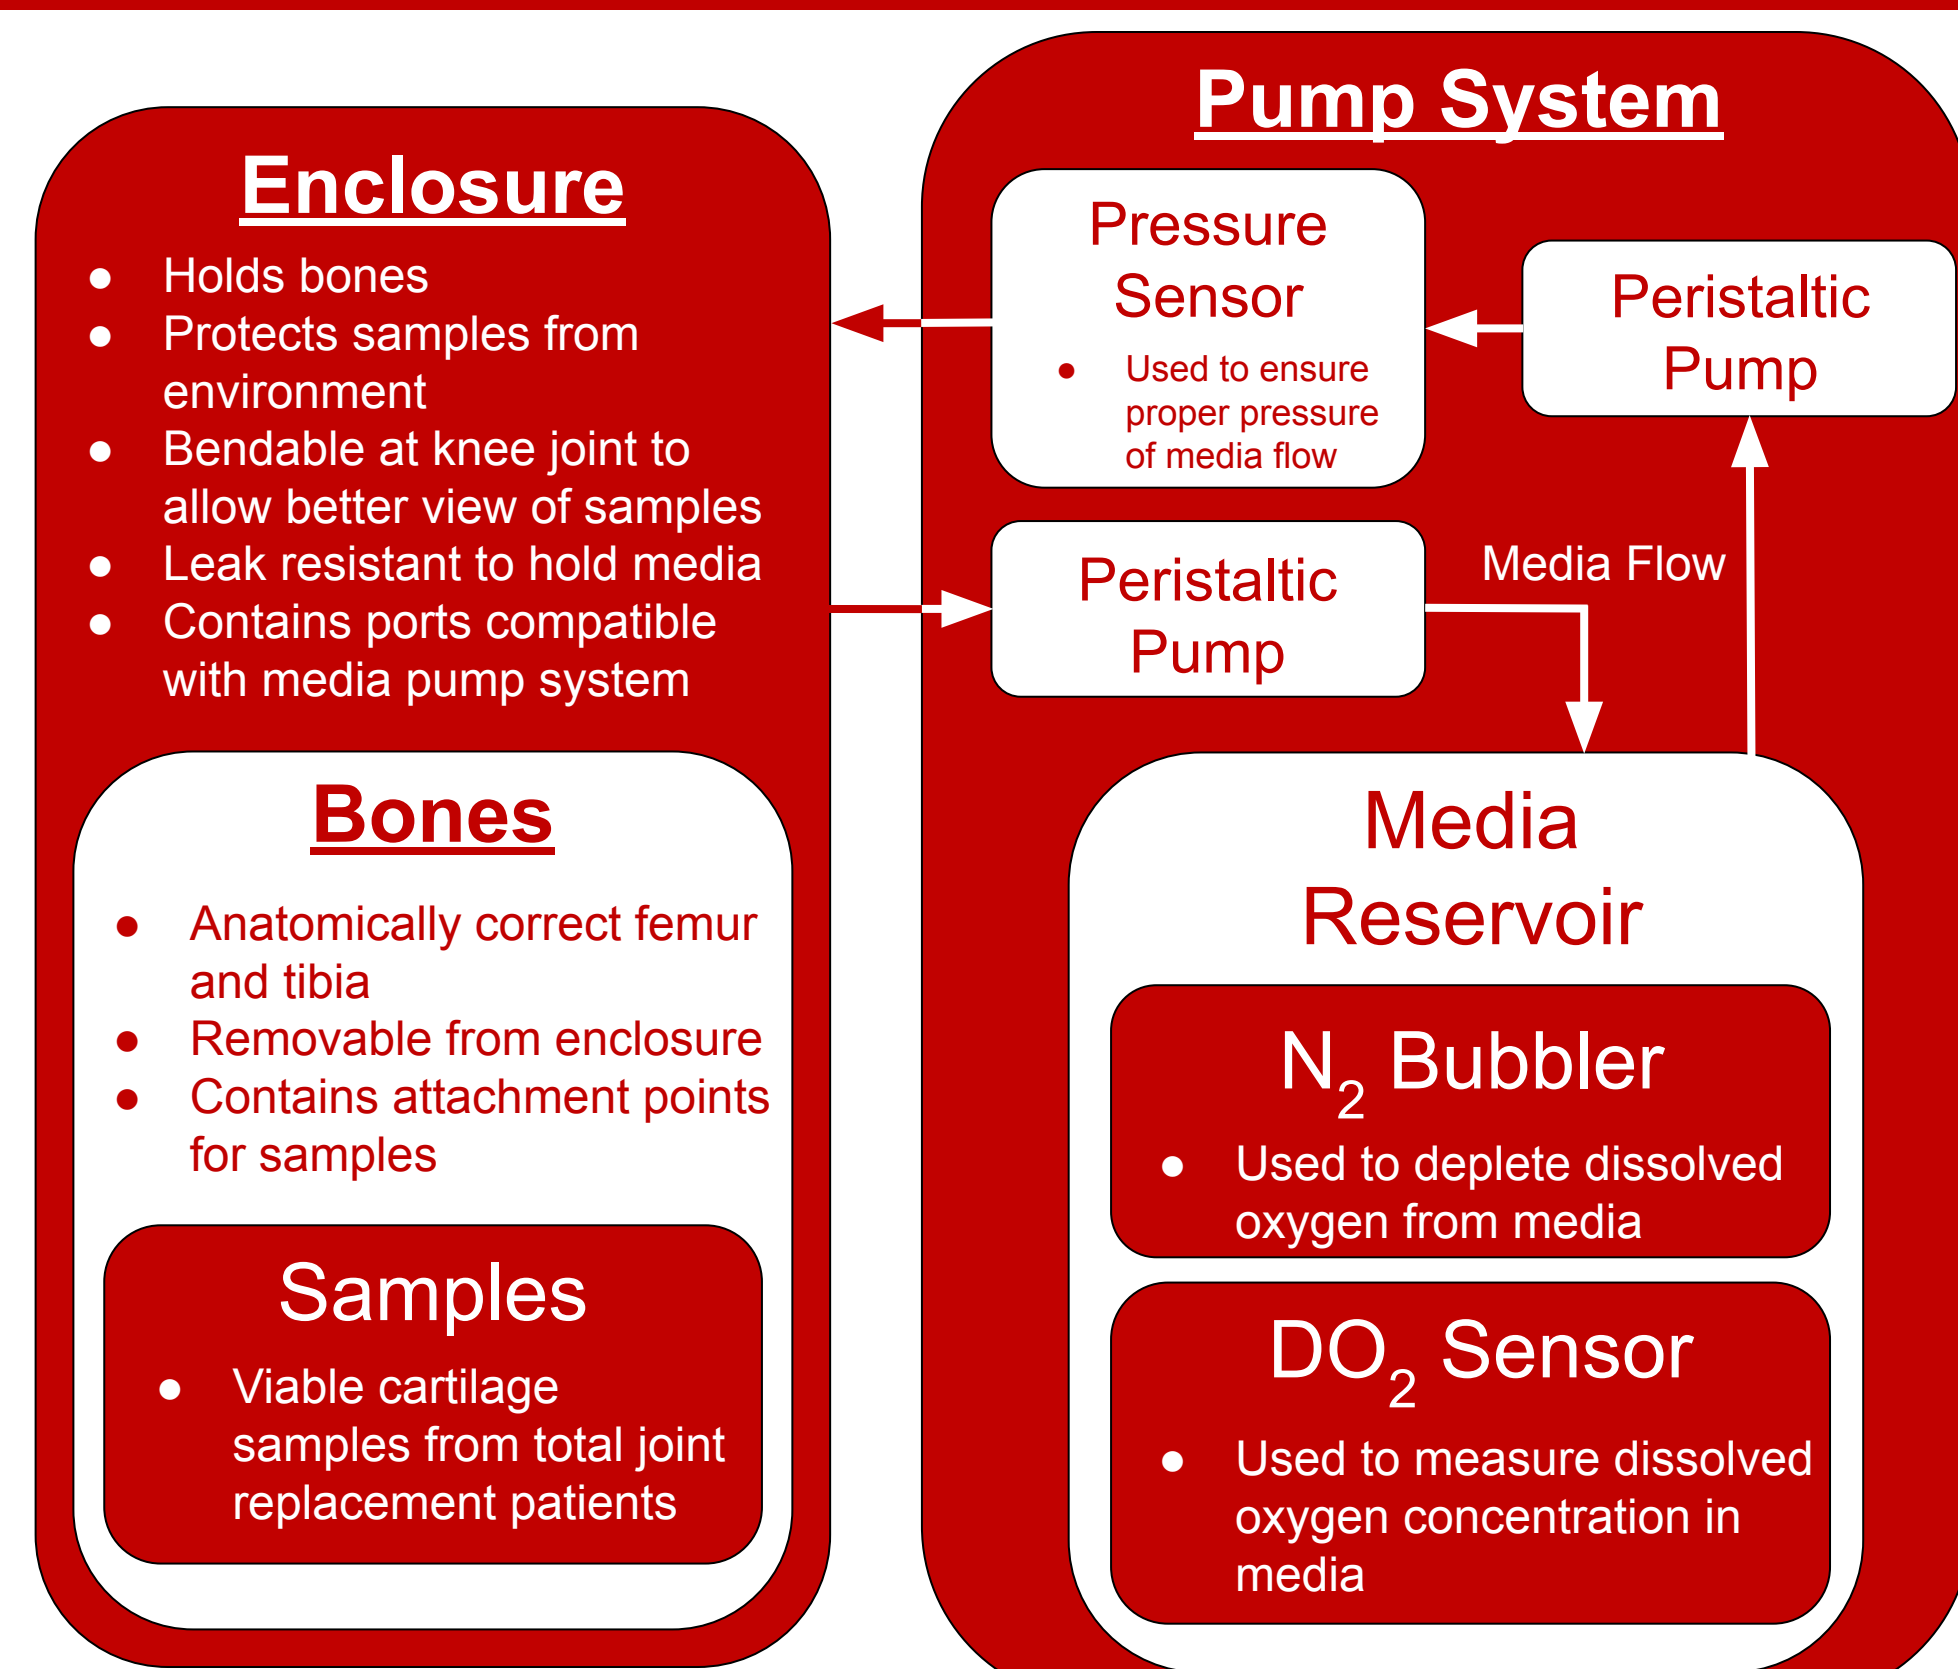 Enclosure
● Holds bones
● Protects samples from
environment
● Bendable at knee joint to
allow better view of samples
● Leak resistant to hold media
● Contains ports compatible
with media pump system
Bones
● Anatomically correct femur
and tibia
● Removable from enclosure
● Contains attachment points
for samples
Samples
● Viable cartilage
samples from total joint
replacement patients
Pump System
Pressure
Sensor
● Used to ensure
proper pressure
of media flow
Peristaltic
Pump
Peristaltic
Pump
Media Flow
Media
Reservoir
N₂ Bubbler
● Used to deplete dissolved
oxygen from media
DO₂ Sensor
● Used to measure dissolved
oxygen concentration in
media